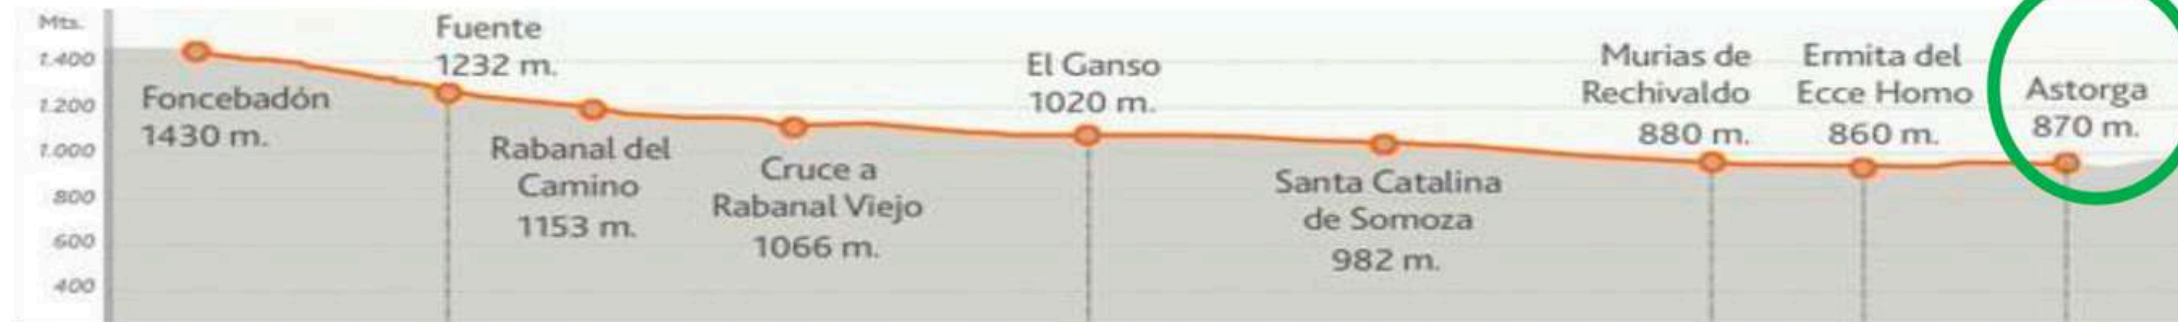 Mts.
1.400
1.200
1.000
800
600
400
Foncebadón
1430 m.
Fuente
1232 m.
Rabanal del
Camino
1153 m.
Cruce a
Rabanal Viejo
1066 m.
El Ganso
1020 m.
Santa Catalina
de Somoza
982 m.
Murias de
Rechivaldo
880 m.
Ermita del
Ecce Homo
860 m.
Astorga
870 m.